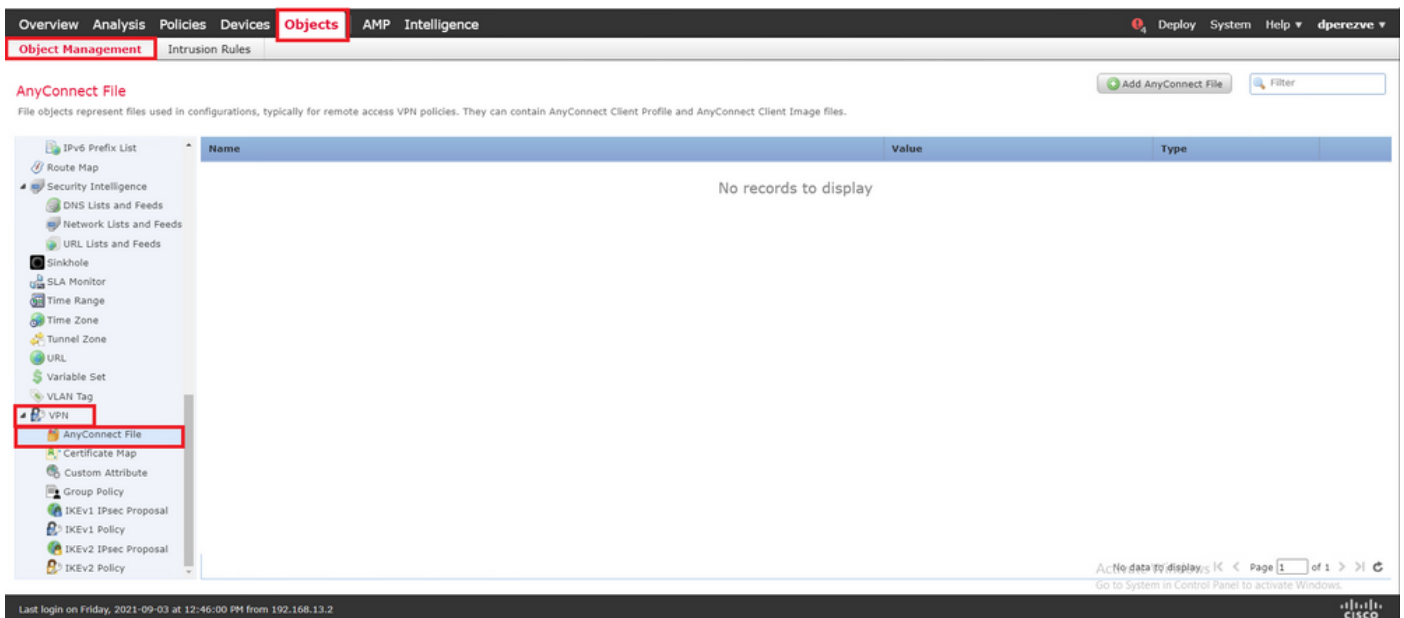 Overview Analysis Policies Devices Objects AMP Intelligence 4 Deploy System Help dperezve
Object Management Intrusion Rules
AnyConnect File
Add AnyConnect File Filter
File objects represent files used in configurations, typically for remote access VPN policies. They can contain AnyConnect Client Profile and AnyConnect Client Image files.
IPv6 Prefix List
Route Map
Security Intelligence
DNS Lists and Feeds
Network Lists and Feeds
URL Lists and Feeds
Sinkhole
SLA Monitor
Time Range
Time Zone
Tunnel Zone
URL
Variable Set
VLAN Tag
VPN
AnyConnect File
Certificate Map
Custom Attribute
Group Policy
IKEv1 IPsec Proposal
IKEv1 Policy
IKEv2 IPsec Proposal
IKEv2 Policy
Name Value Type
No records to display
No data to display Page 1 of 1
Activate Windows
Go to System in Control Panel to activate Windows.
Last login on Friday, 2021-09-03 at 12:46:00 PM from 192.168.13.2
CISCO